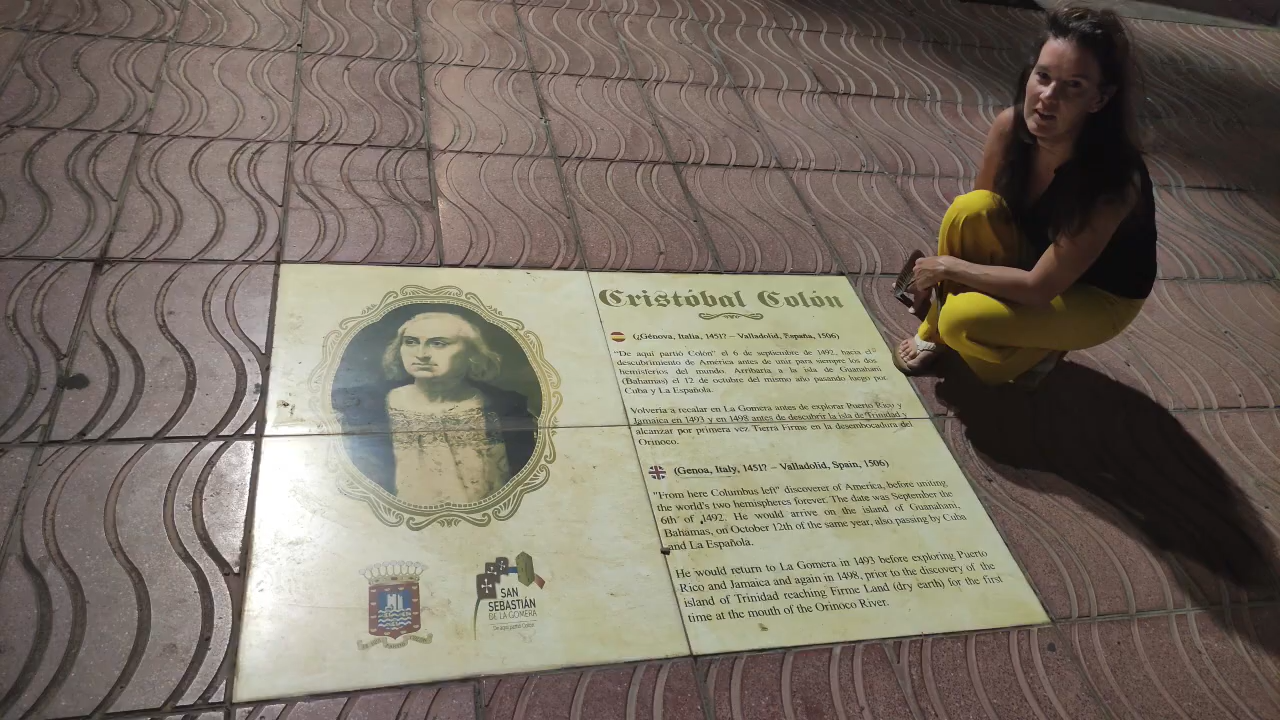 Cristóbal Colón
(¿Génova, Italia, 1451? – Valladolid, España, 1506)
"De aquí partió Colón" el 6 de septiembre de 1492, hacia el
descubrimiento de América antes de unir para siempre los dos
hemisferios del mundo. Arribaría a la isla de Guanahani
(Bahamas) el 12 de octubre del mismo año pasando luego por
Cuba y La Española.
Volvería a recalar en La Gomera antes de explorar Puerto Rico y
Jamaica en 1493 y en 1498 antes de descubrir la isla de Trinidad y
alcanzar por primera vez Tierra Firme en la desembocadura del
Orinoco.
(Genoa, Italy, 1451? – Valladolid, Spain, 1506)
"From here Columbus left" discoverer of America, before uniting
the world's two hemispheres forever. The date was September the
6th of 1492. He would arrive on the island of Guanahani,
Bahamas, on October 12th of the same year, also passing by Cuba
and La Española.
He would return to La Gomera in 1493 before exploring Puerto
Rico and Jamaica and again in 1498, prior to the discovery of the
island of Trinidad reaching Firme Land (dry earth) for the first
time at the mouth of the Orinoco River.
SAN
SEBASTIÁN
DE LA GOMERA
De aquí partió Colón